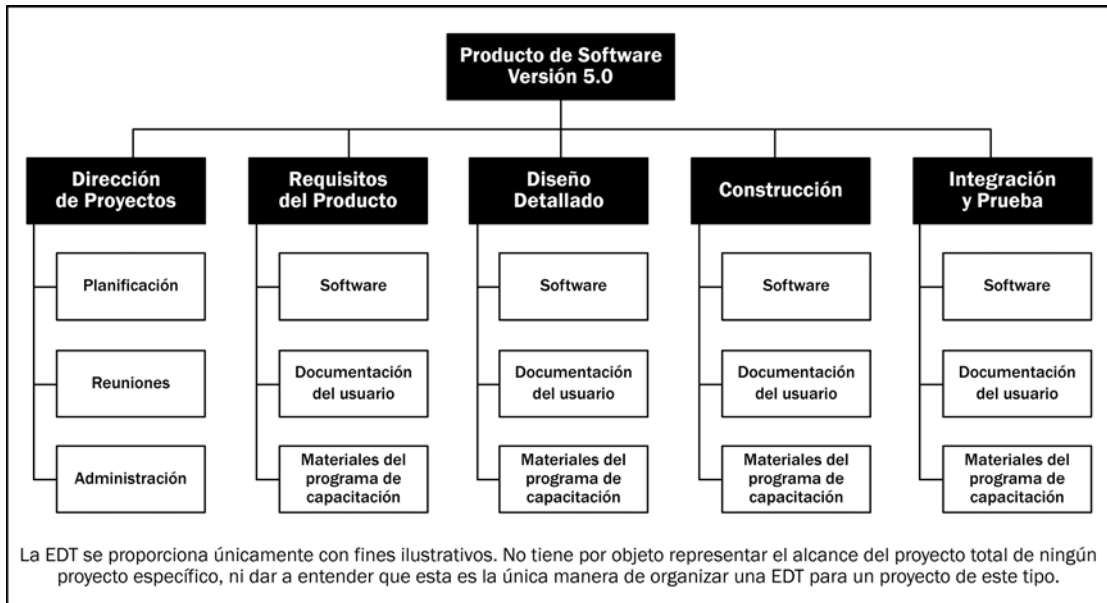 Producto de Software
Versión 5.0
Dirección
de Proyectos
Requisitos
del Producto
Diseño
Detallado
Construcción
Integración
y Prueba
Planificación
Software
Software
Software
Software
Reuniones
Documentación
del usuario
Documentación
del usuario
Documentación
del usuario
Documentación
del usuario
Administración
Materiales del
programa de
capacitación
Materiales del
programa de
capacitación
Materiales del
programa de
capacitación
Materiales del
programa de
capacitación
La EDT se proporciona únicamente con fines ilustrativos. No tiene por objeto representar el alcance del proyecto total de ningún
proyecto específico, ni dar a entender que esta es la única manera de organizar una EDT para un proyecto de este tipo.